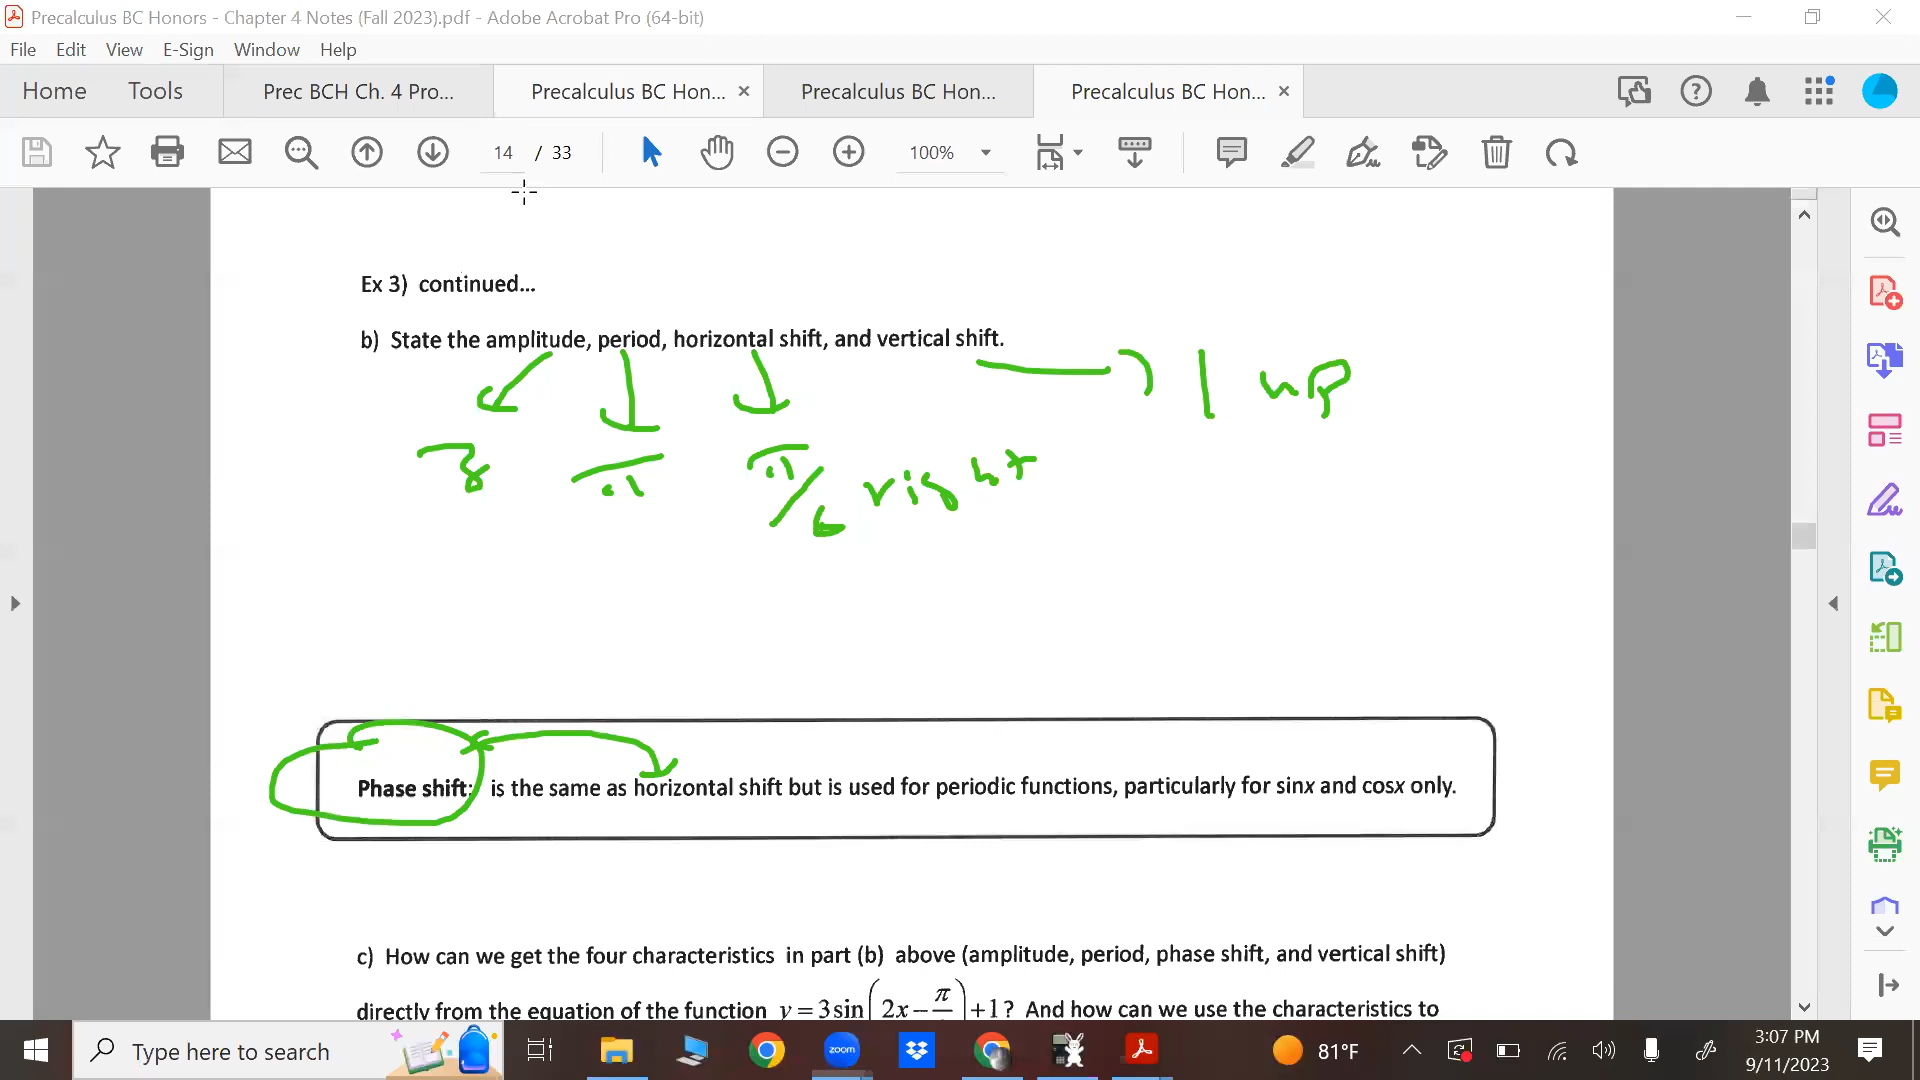 Precalculus BC Honors - Chapter 4 Notes (Fall 2023).pdf - Adobe Acrobat Pro (64-bit)
File Edit View E-Sign Window Help
Home Tools Prec BCH Ch. 4 Pro... Precalculus BC Hon... × Precalculus BC Hon... Precalculus BC Hon... ×
14 / 33 100%
Ex 3) continued...
b) State the amplitude, period, horizontal shift, and vertical shift.
1 up
3 π π/6 right
Phase shift: is the same as horizontal shift but is used for periodic functions, particularly for sinx and cosx only.
c) How can we get the four characteristics in part (b) above (amplitude, period, phase shift, and vertical shift)
directly from the equation of the function y = 3 sin(2x − π +1? And how can we use the characteristics to
Type here to search zoom 81°F 3:07 PM
9/11/2023